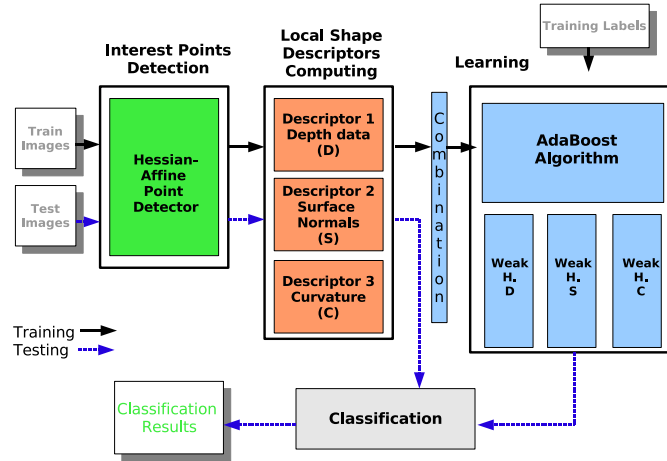 Training Labels
Interest Points
Detection
Local Shape
Descriptors
Computing
Learning
Train
Images
Test
Images
Hessian-
Affine
Point
Detector
Descriptor 1
Depth data
(D)
Descriptor 2
Surface
Normals
(S)
Descriptor 3
Curvature
(C)
Combination
AdaBoost
Algorithm
Weak
H.
D
Weak
H.
S
Weak
H.
C
Training
Testing
Classification
Results
Classification